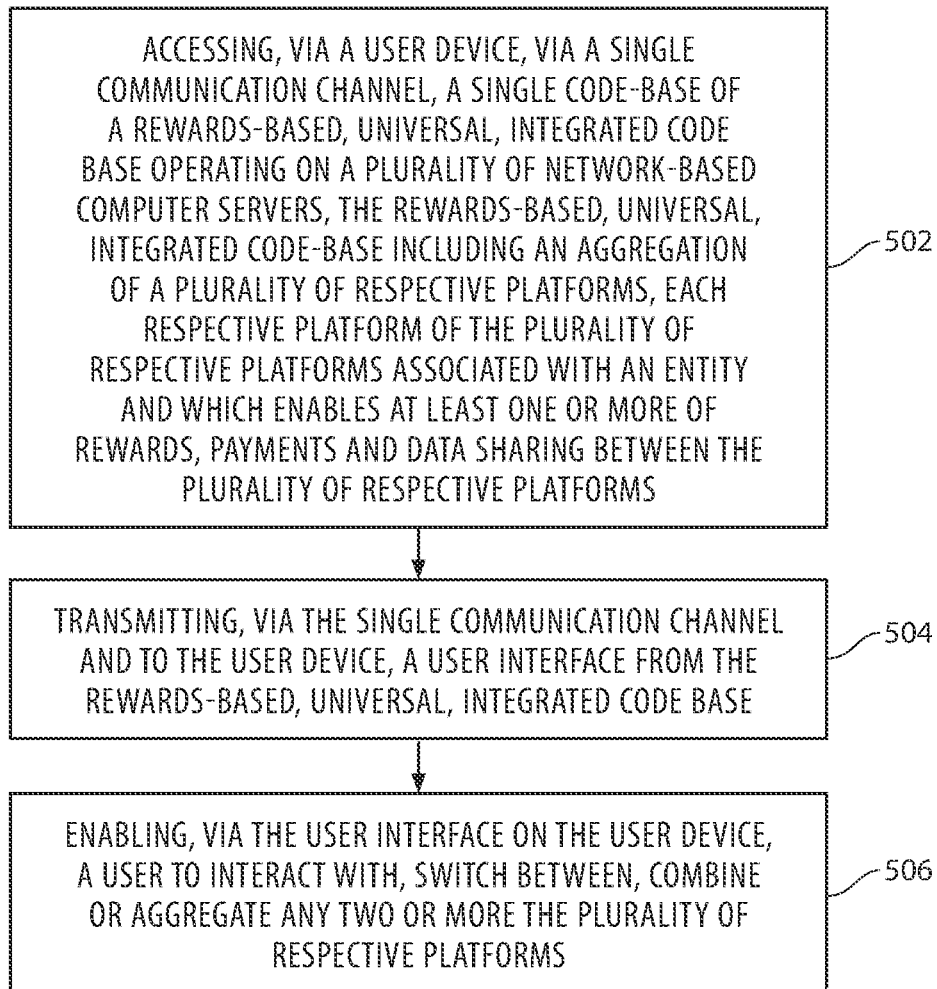 ACCESSING, VIA A USER DEVICE, VIA A SINGLE
COMMUNICATION CHANNEL, A SINGLE CODE-BASE OF
A REWARDS-BASED, UNIVERSAL, INTEGRATED CODE
BASE OPERATING ON A PLURALITY OF NETWORK-BASED
COMPUTER SERVERS, THE REWARDS-BASED, UNIVERSAL,
INTEGRATED CODE-BASE INCLUDING AN AGGREGATION
OF A PLURALITY OF RESPECTIVE PLATFORMS, EACH
RESPECTIVE PLATFORM OF THE PLURALITY OF
RESPECTIVE PLATFORMS ASSOCIATED WITH AN ENTITY
AND WHICH ENABLES AT LEAST ONE OR MORE OF
REWARDS, PAYMENTS AND DATA SHARING BETWEEN THE
PLURALITY OF RESPECTIVE PLATFORMS
502
TRANSMITTING, VIA THE SINGLE COMMUNICATION CHANNEL
AND TO THE USER DEVICE, A USER INTERFACE FROM THE
REWARDS-BASED, UNIVERSAL, INTEGRATED CODE BASE
504
ENABLING, VIA THE USER INTERFACE ON THE USER DEVICE,
A USER TO INTERACT WITH, SWITCH BETWEEN, COMBINE
OR AGGREGATE ANY TWO OR MORE THE PLURALITY OF
RESPECTIVE PLATFORMS
506